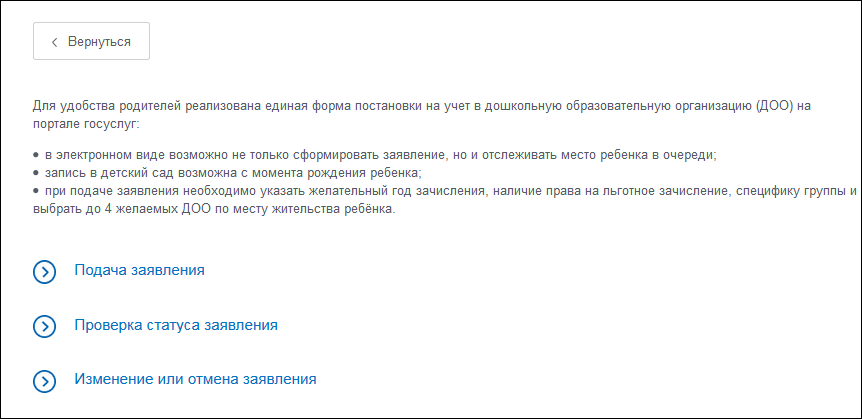 Вернуться
Для удобства родителей реализована единая форма постановки на учет в дошкольную образовательную организацию (ДОО) на
портале госуслуг:
• в электронном виде возможно не только сформировать заявление, но и отслеживать место ребенка в очереди;
• запись в детский сад возможна с момента рождения ребенка;
• при подаче заявления необходимо указать желательный год зачисления, наличие права на льготное зачисление, специфику группы и
выбрать до 4 желаемых ДОО по месту жительства ребёнка.
Подача заявления
Проверка статуса заявления
Изменение или отмена заявления